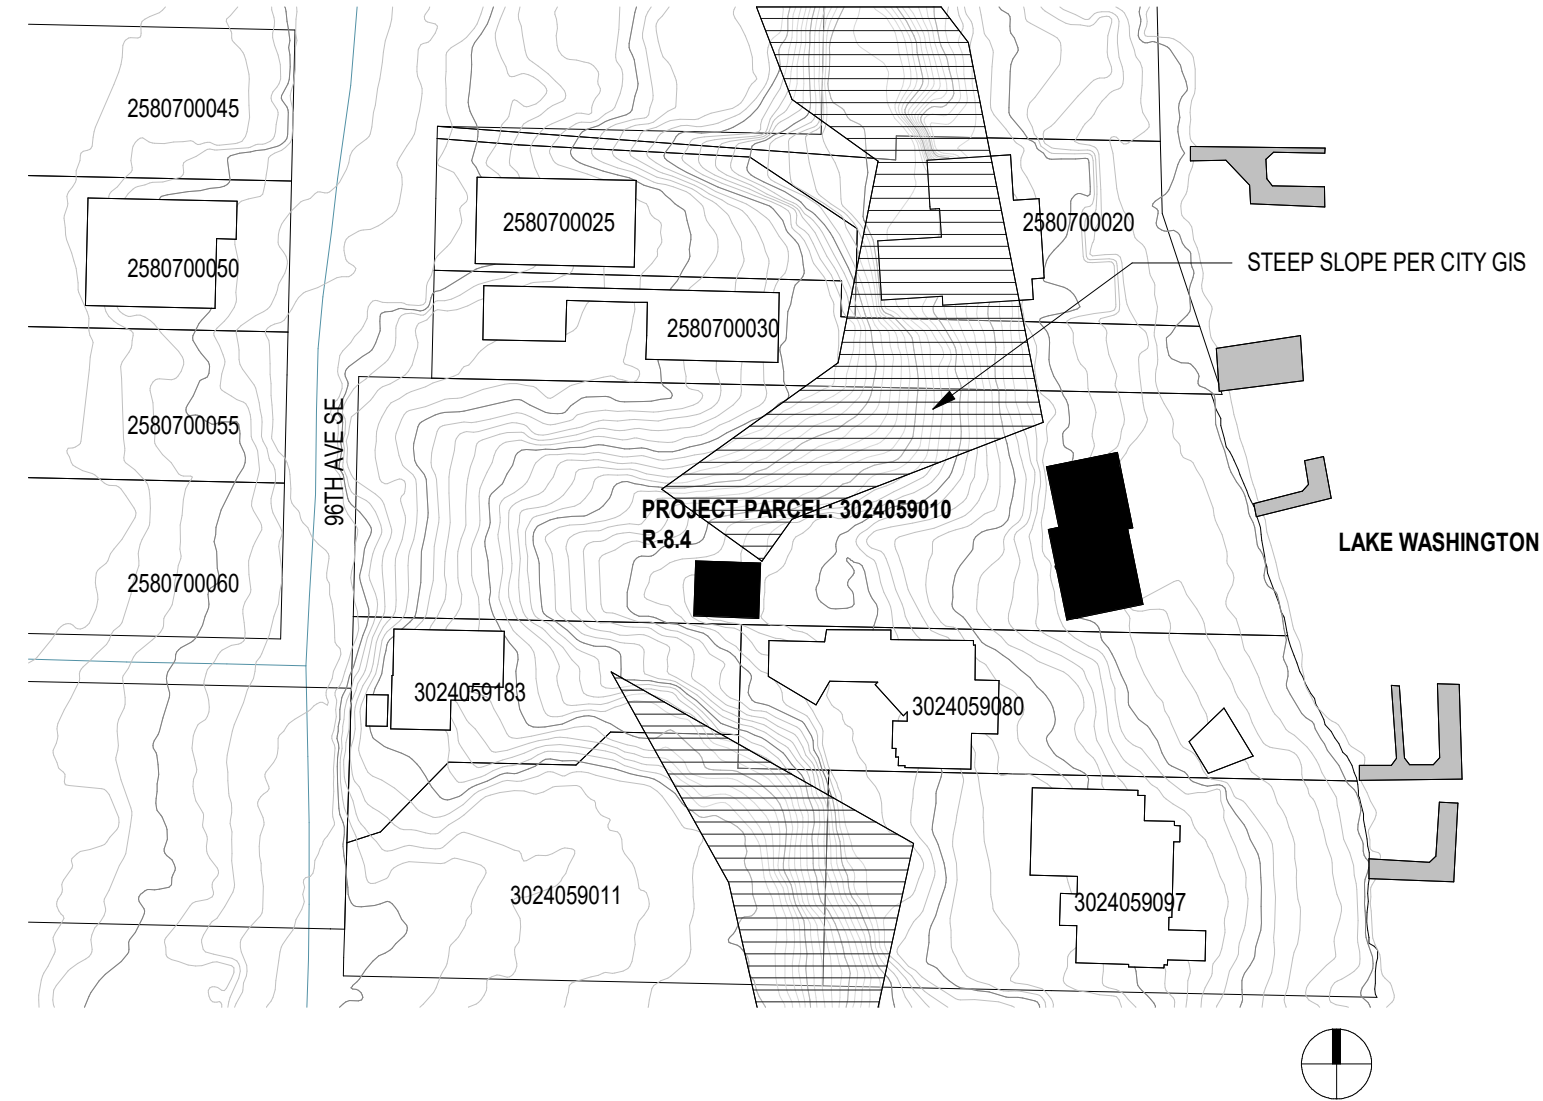 2580700045
2580700025
2580700020
2580700050
STEEP SLOPE PER CITY GIS
2580700030
2580700055
96TH AVE SE
PROJECT PARCEL: 3024059010
R-8.4
LAKE WASHINGTON
2580700060
3024059183
3024059080
3024059011
3024059097